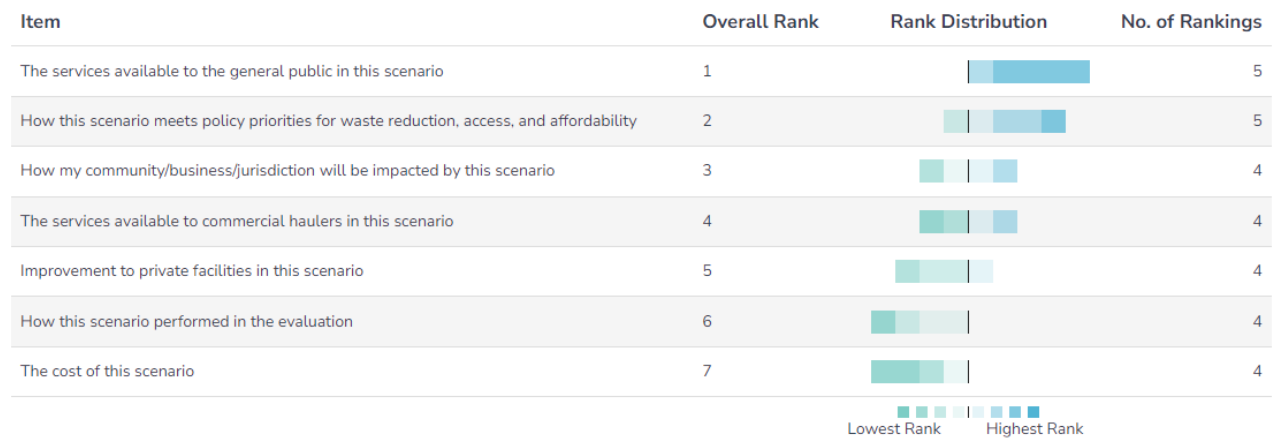 Item Overall Rank Rank Distribution No. of Rankings
The services available to the general public in this scenario 1 5
How this scenario meets policy priorities for waste reduction, access, and affordability 2 5
How my community/business/jurisdiction will be impacted by this scenario 3 4
The services available to commercial haulers in this scenario 4 4
Improvement to private facilities in this scenario 5 4
How this scenario performed in the evaluation 6 4
The cost of this scenario 7 4
Lowest Rank Highest Rank